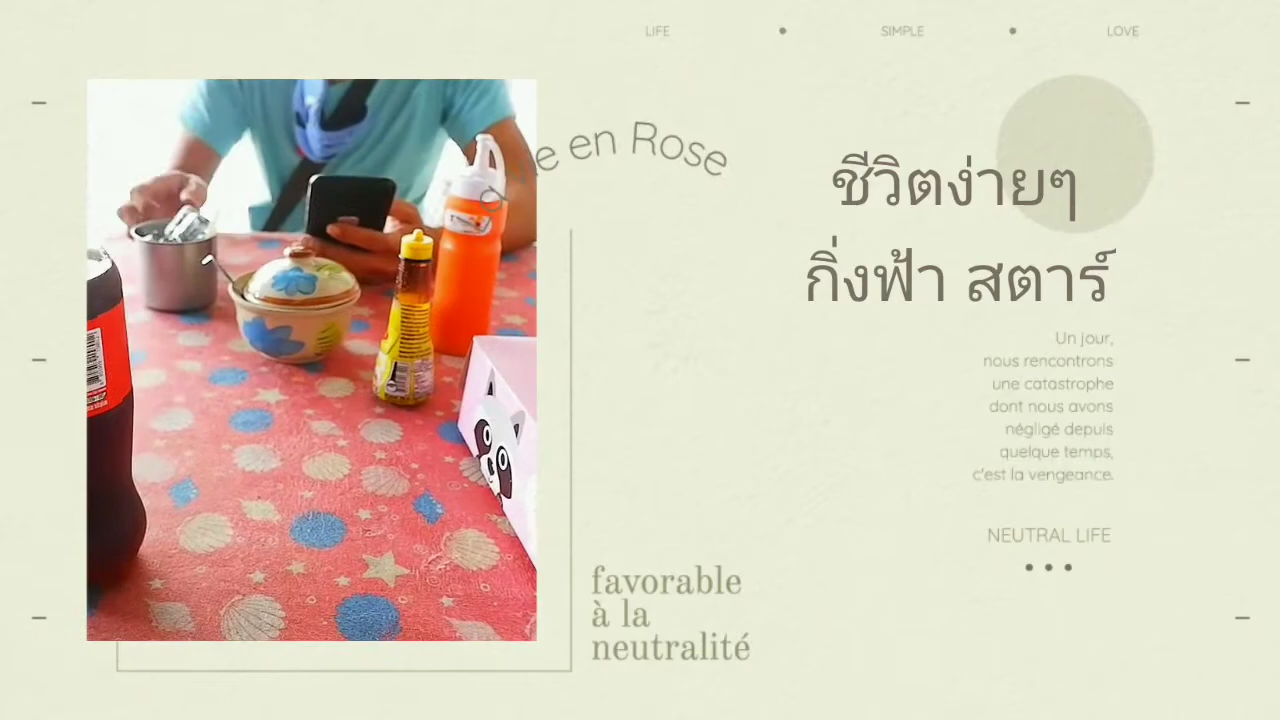 LIFE • SIMPLE • LOVE
en Rose
ชีวิตง่ายๆ
กิ่งฟ้า สตาร์
Un jour,
nous rencontrons
une catastrophe
dont nous avons
négligé depuis
quelque temps,
c'est la vengeance.
NEUTRAL LIFE
favorable
à la
neutralité